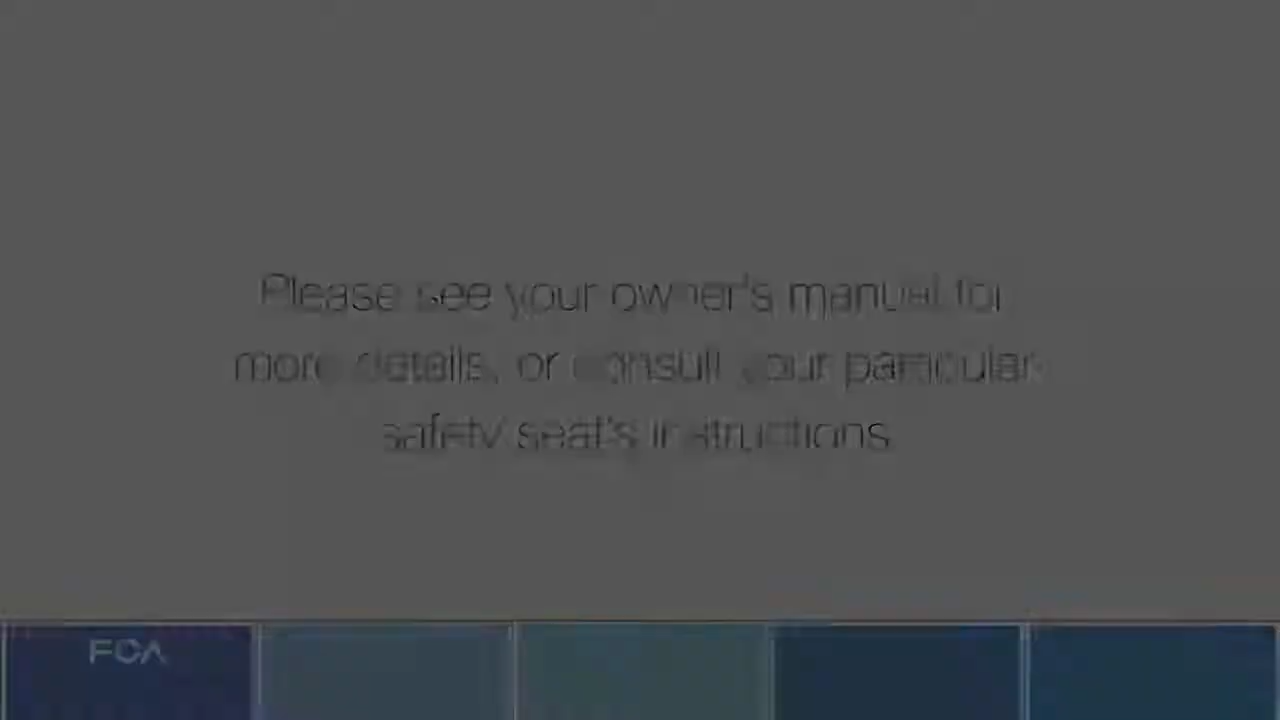 Please see your owner's manual for
more details, or consult your particular
safety seat's instructions.
FCA